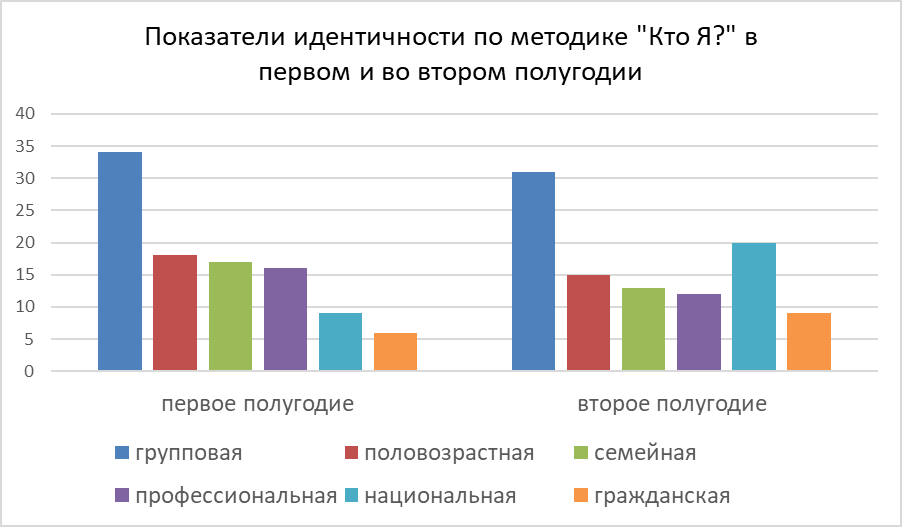 Показатели идентичности по методике "Кто Я?" в
первом и во втором полугодии
40
35
30
25
20
15
10
5
0
первое полугодие
второе полугодие
групповая
половозрастная
семейная
профессиональная
национальная
гражданская